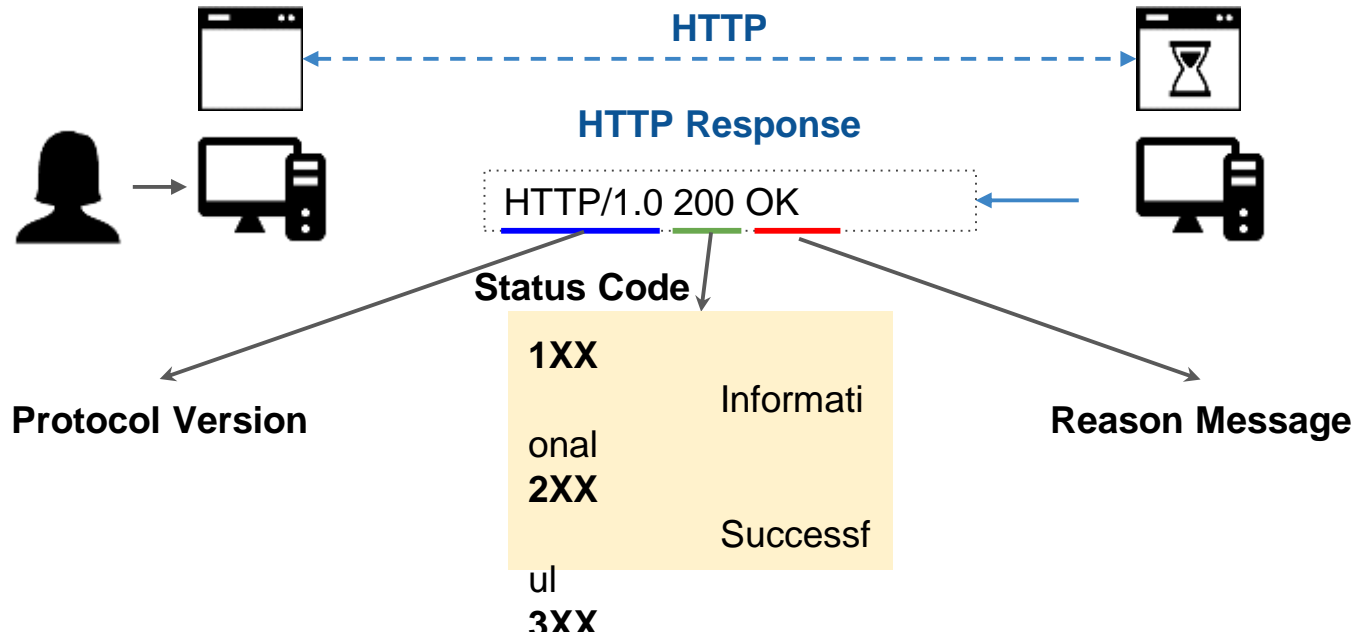 HTTP
HTTP Response
HTTP/1.0 200 OK
Status Code
1XX
Informati
onal
2XX
Successf
ul
3XX
Protocol Version
Reason Message